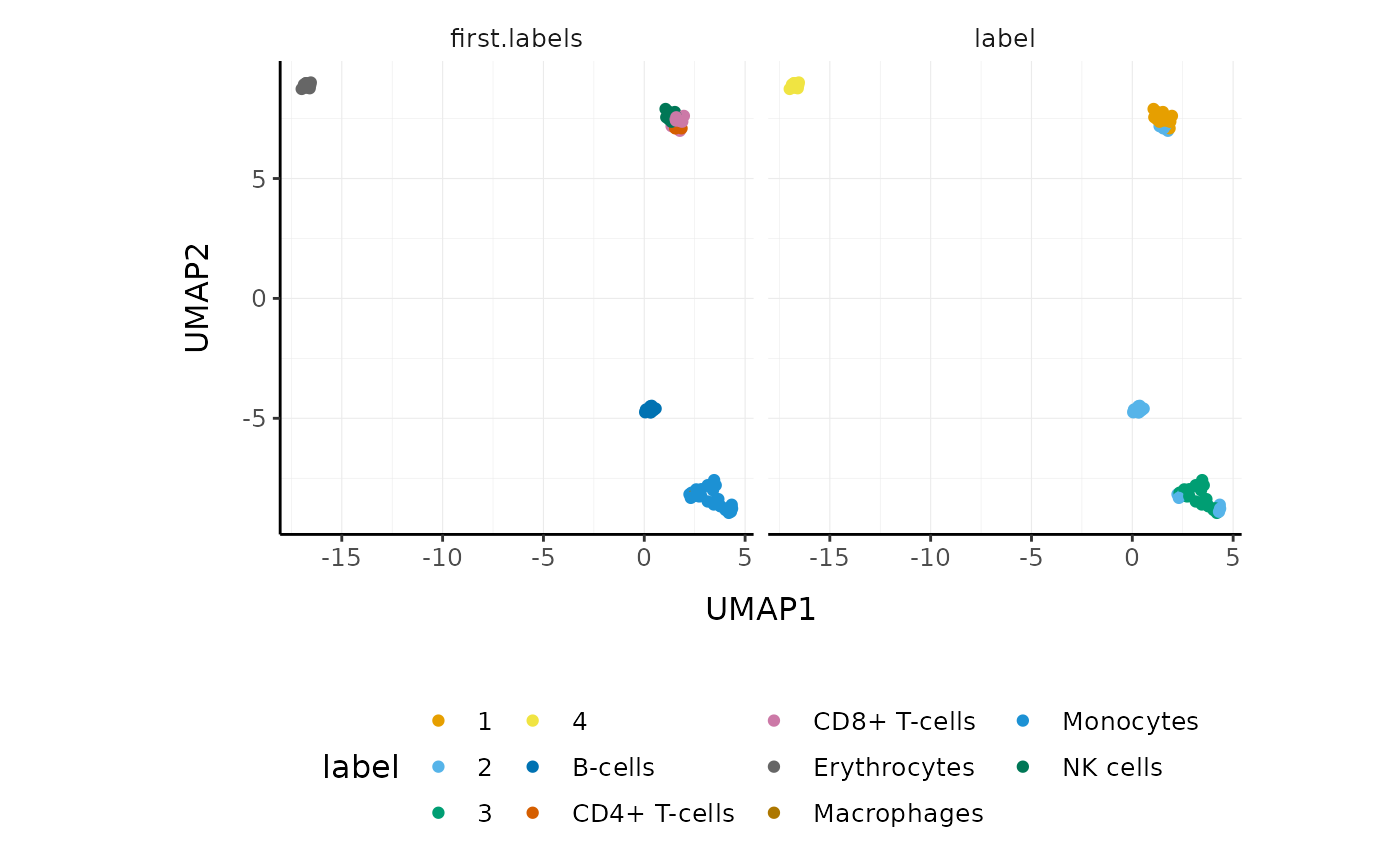 first.labels label
5
0
-5
UMAP2
-15 -10 -5 0 5 -15 -10 -5 0 5
UMAP1
label
1 4 CD8+ T-cells Monocytes
2 B-cells Erythrocytes NK cells
3 CD4+ T-cells Macrophages